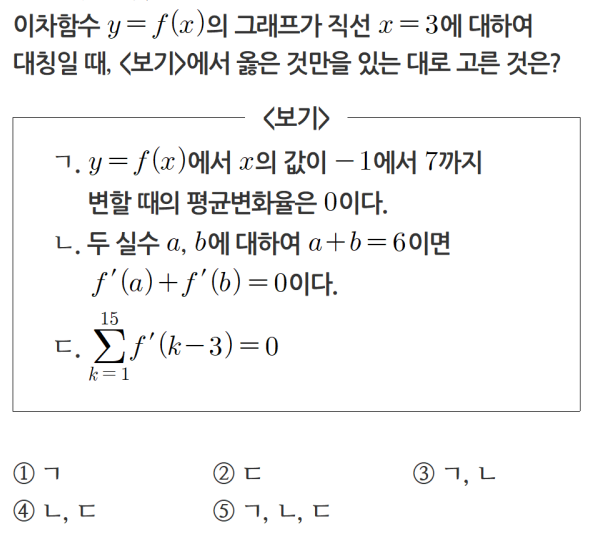 이차함수 y=f(x)의 그래프가 직선 x=3에 대하여
대칭일 때, <보기>에서 옳은 것만을 있는 대로 고른 것은?
<보기>
ㄱ. y=f(x)에서 x의 값이 -1에서 7까지
변할 때의 평균변화율은 0이다.
ㄴ. 두 실수 a, b에 대하여 a+b=6이면
f′(a)+f′(b)=0이다.
ㄷ. \sum_{k=1}^{15} f′(k-3)=0
① ㄱ ② ㄷ ③ ㄱ, ㄴ
④ ㄴ, ㄷ ⑤ ㄱ, ㄴ, ㄷ